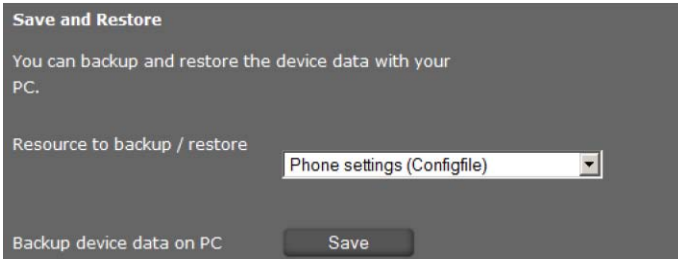 Save and Restore
You can backup and restore the device data with your
PC.
Resource to backup / restore
Phone settings (Configfile)
Backup device data on PC
Save